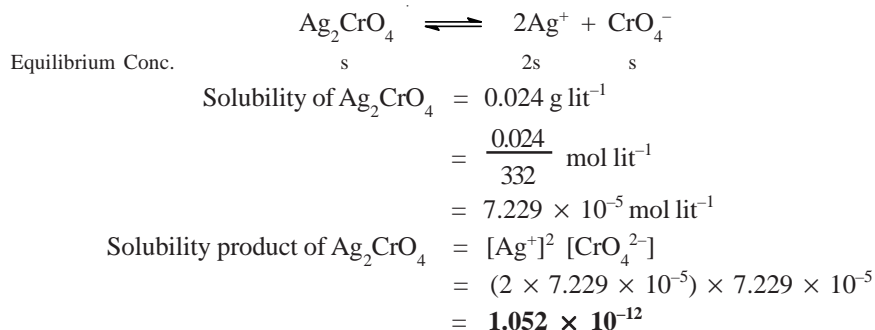 Ag₂CrO₄ ⇌ 2Ag⁺ + CrO₄⁻
Equilibrium Conc. s 2s s
Solubility of Ag₂CrO₄ = 0.024 g lit⁻¹
= 0.024/332 mol lit⁻¹
= 7.229 × 10⁻⁵ mol lit⁻¹
Solubility product of Ag₂CrO₄ = [Ag⁺]² [CrO₄²⁻]
= (2 × 7.229 × 10⁻⁵) × 7.229 × 10⁻⁵
= 1.052 × 10⁻¹²